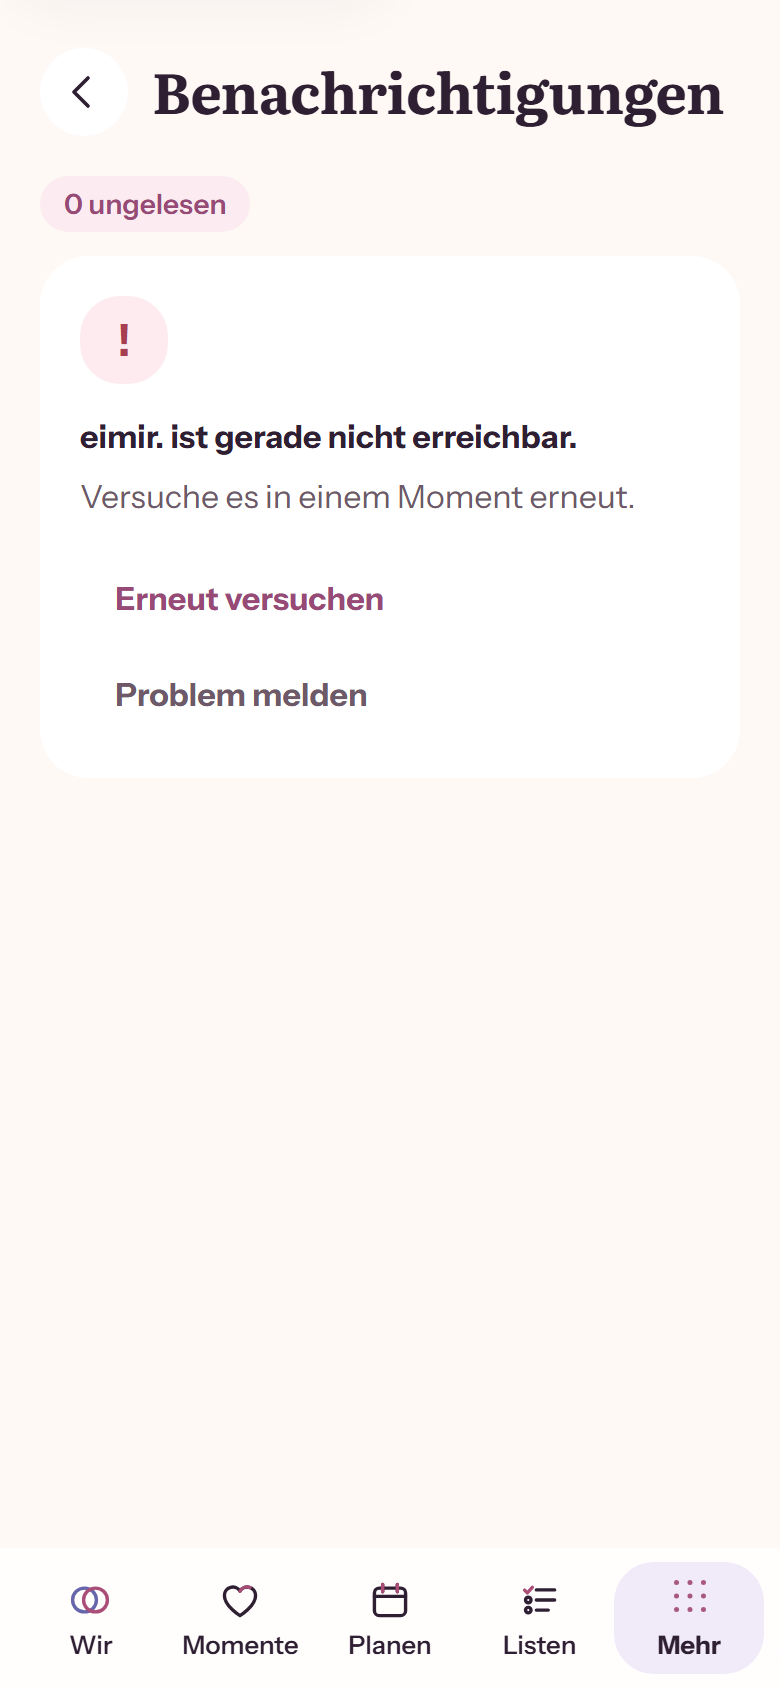 Benachrichtigungen
0 ungelesen
!
eimir. ist gerade nicht erreichbar.
Versuche es in einem Moment erneut.
Erneut versuchen
Problem melden
Wir
Momente
Planen
Listen
Mehr